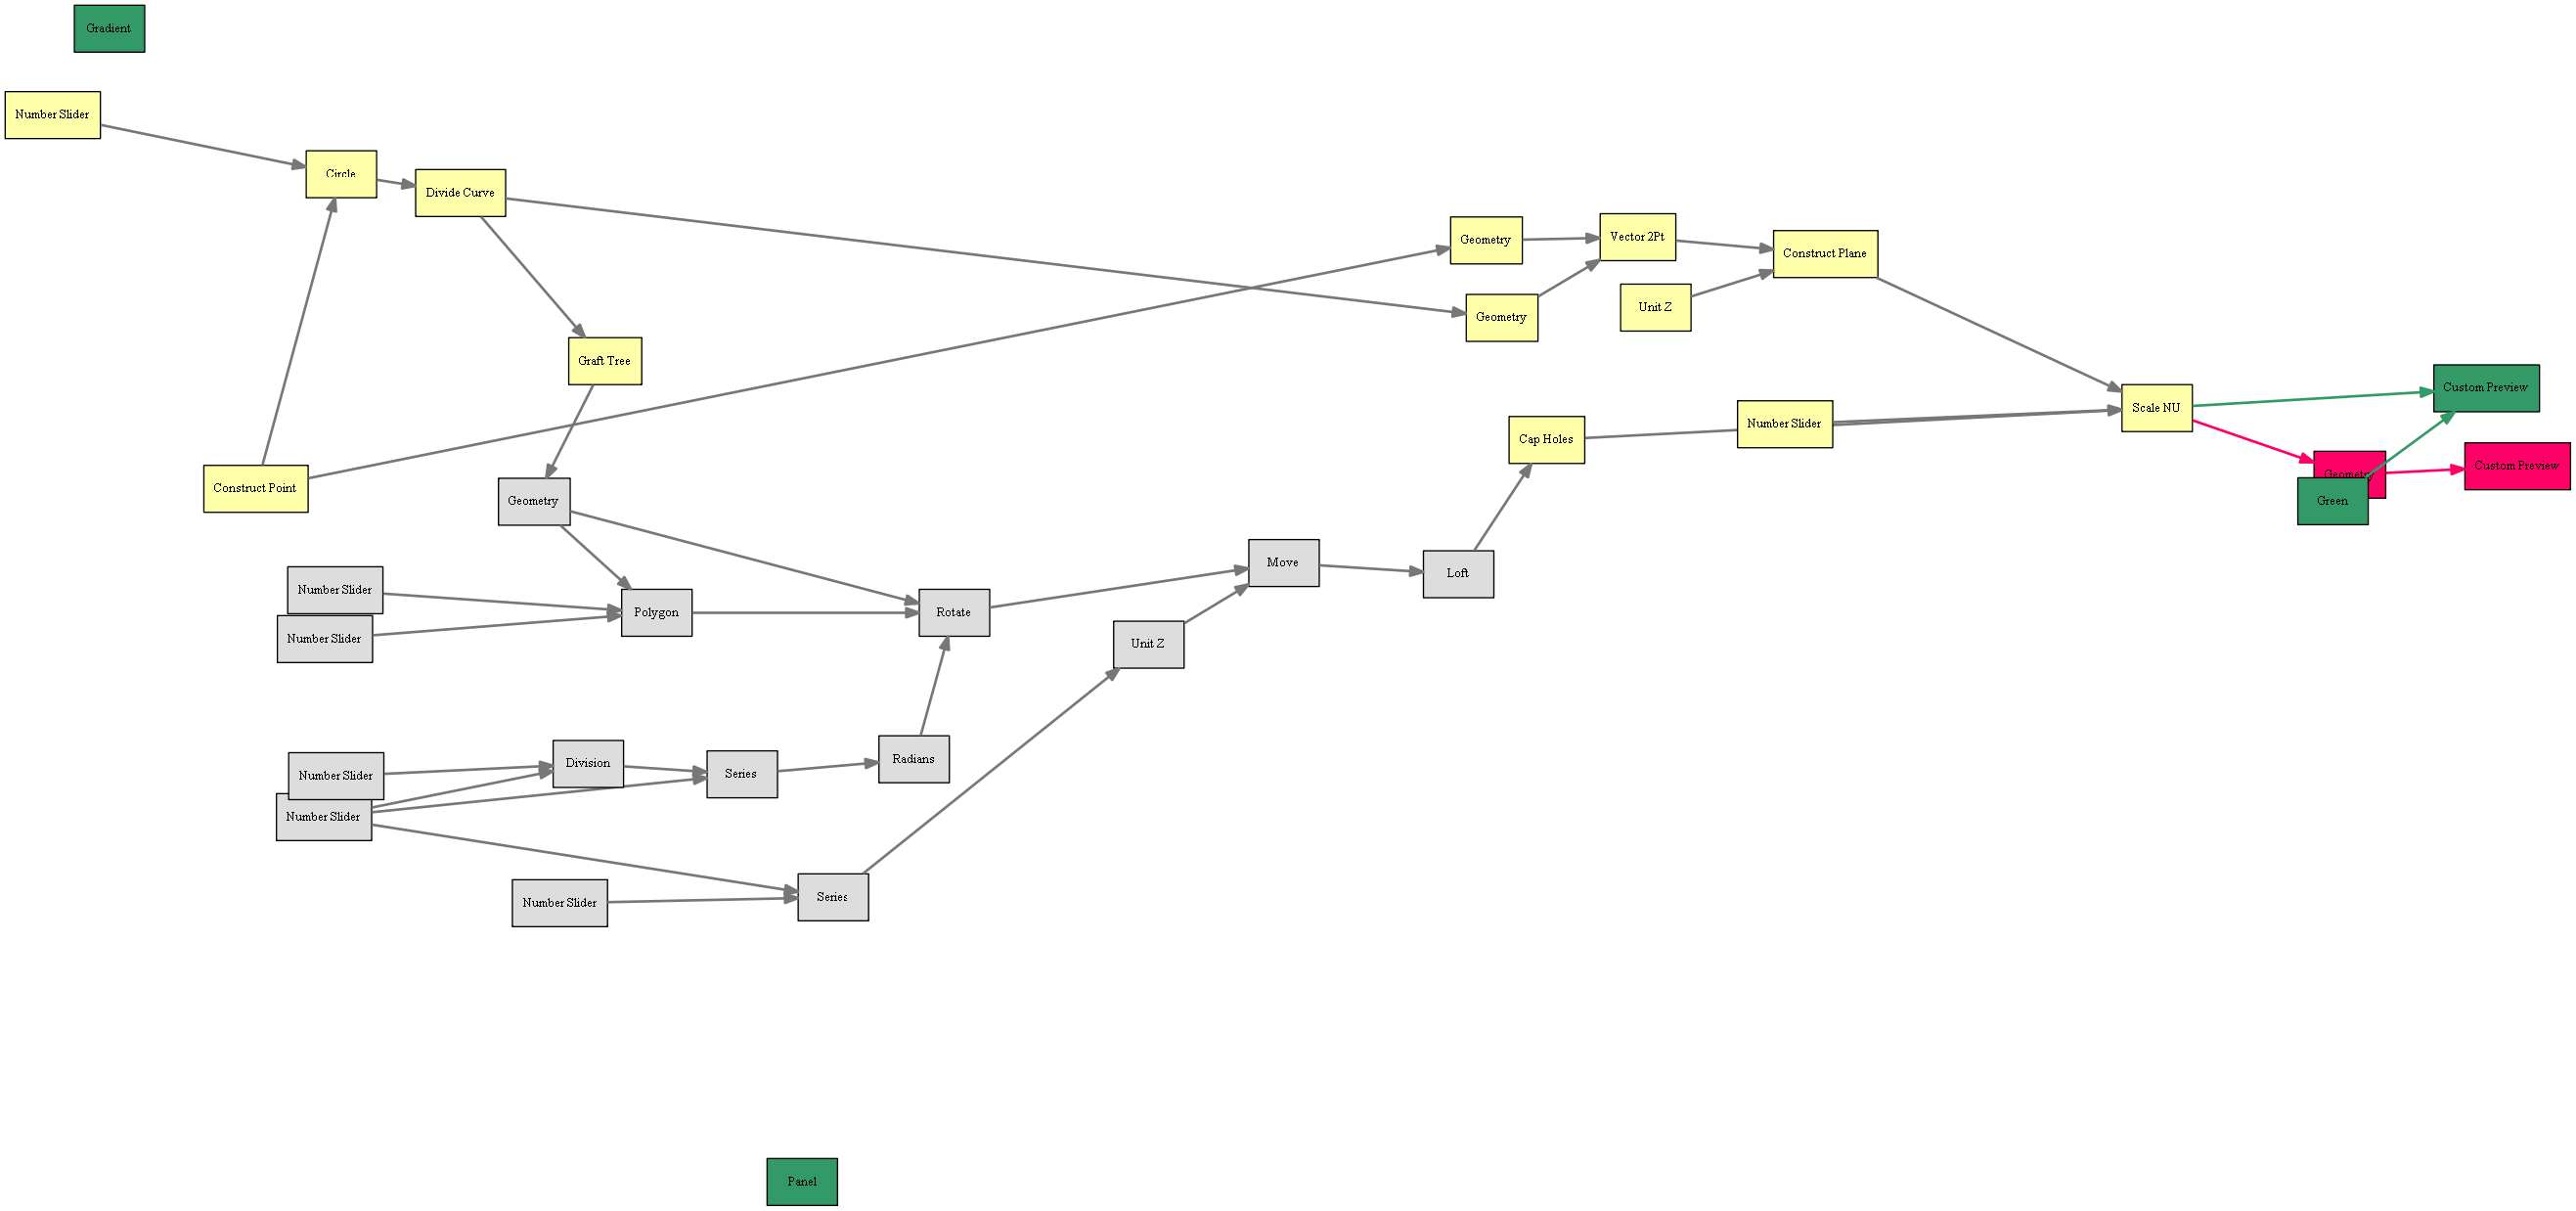 Gradient
Number Slider
Circle
Divide Curve
Geometry
Vector 2Pt
Construct Plane
Unit Z
Geometry
Graft Tree
Custom Preview
Scale NU
Number Slider
Cap Holes
Custom Preview
Geometry
Green
Construct Point
Geometry
Move
Loft
Number Slider
Polygon
Rotate
Number Slider
Unit Z
Division
Radians
Number Slider
Series
Number Slider
Series
Number Slider
Panel